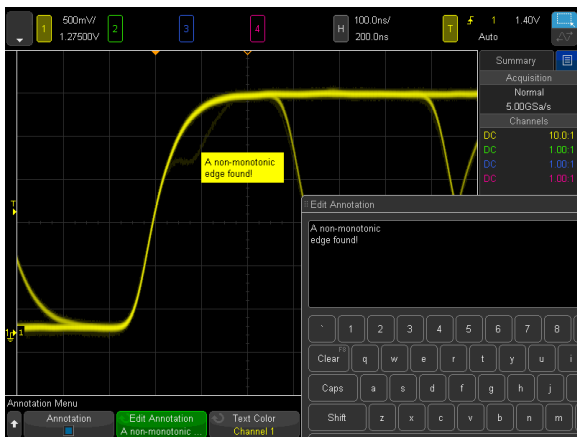 1
500mV/
1.27500V
2
3
4
H
100.0ns/
200.0ns
T
1
1.40V
Auto
Summary
Acquisition
Normal
5.00GSa/s
Channels
DC 10.0:1
DC 1.00:1
DC 1.00:1
DC 1.00:1
A non-monotonic
edge found!
T
1
Edit Annotation
A non-monotonic
edge found!
` 1 2 3 4 5 6 7 8
Clear F8 q w e r t y u i
Caps a s d f g h j
Shift z x c v b n m
Annotation Menu
Annotation
Edit Annotation
A non-monotonic ...
Text Color
Channel 1